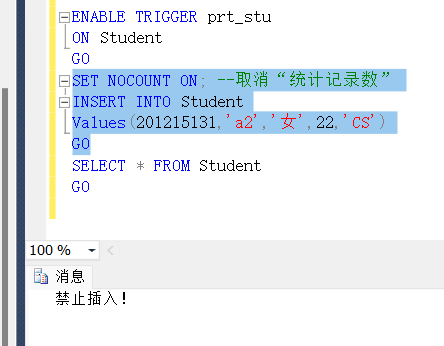 ENABLE TRIGGER prt_stu
ON Student
GO
SET NOCOUNT ON; --取消“统计记录数”
INSERT INTO Student
Values(201215131,'a2','女',22,'CS')
GO
SELECT * FROM Student
GO
100 %
消息
禁止插入!